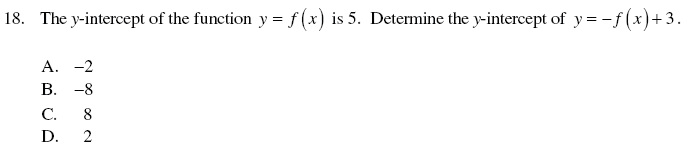 18. The y-intercept of the function y = f(x) is 5. Determine the y-intercept of y = −f(x)+3.
A. −2
B. −8
C. 8
D. 2